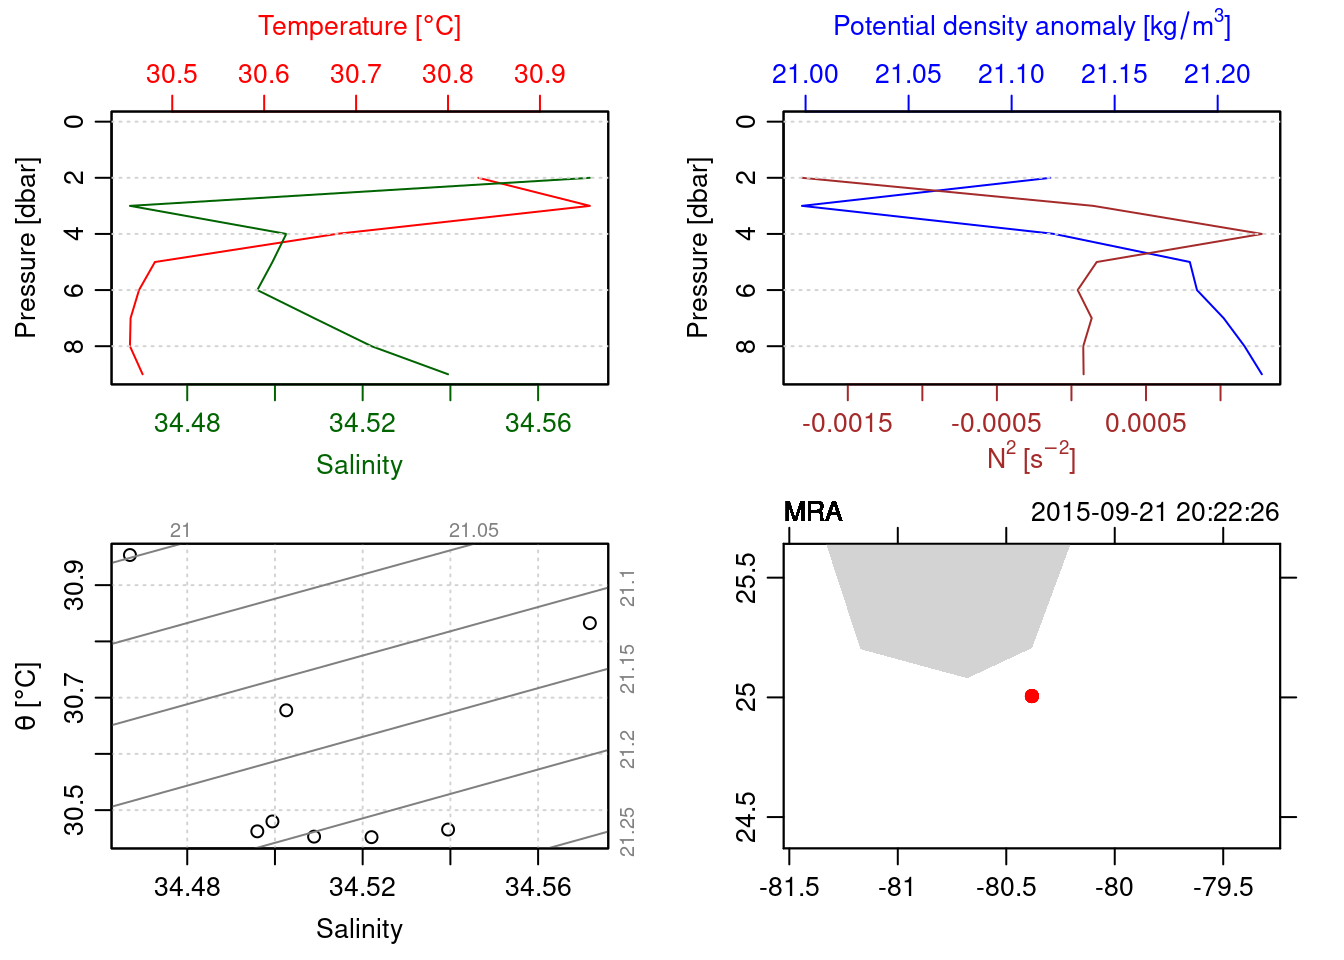 Temperature [°C]
30.5 30.6 30.7 30.8 30.9
0
2
4
6
8
Pressure [dbar]
34.48 34.52 34.56
Salinity
Potential density anomaly [kg/m³]
21.00 21.05 21.10 21.15 21.20
0
2
4
6
8
Pressure [dbar]
-0.0015 -0.0005 0.0005
N² [s⁻²]
21 21.05
21.1
21.15
21.2
21.25
30.9
30.7
30.5
θ [°C]
34.48 34.52 34.56
Salinity
MRA 2015-09-21 20:22:26
25.5
25
24.5
-81.5 -81 -80.5 -80 -79.5